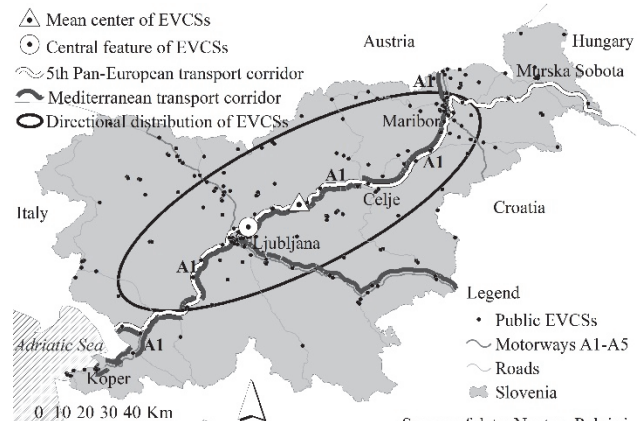 Mean center of EVCSs
Central feature of EVCSs
5th Pan-European transport corridor
Mediterranean transport corridor
Directional distribution of EVCSs
Austria
Hungary
Murska Sobota
A1
Maribor
A1
A1
Celje
Italy
Croatia
Ljubljana
A1
Legend
Public EVCSs
Motorways A1-A5
Roads
Slovenia
Adriatic Sea
A1
Koper
0 10 20 30 40 Km